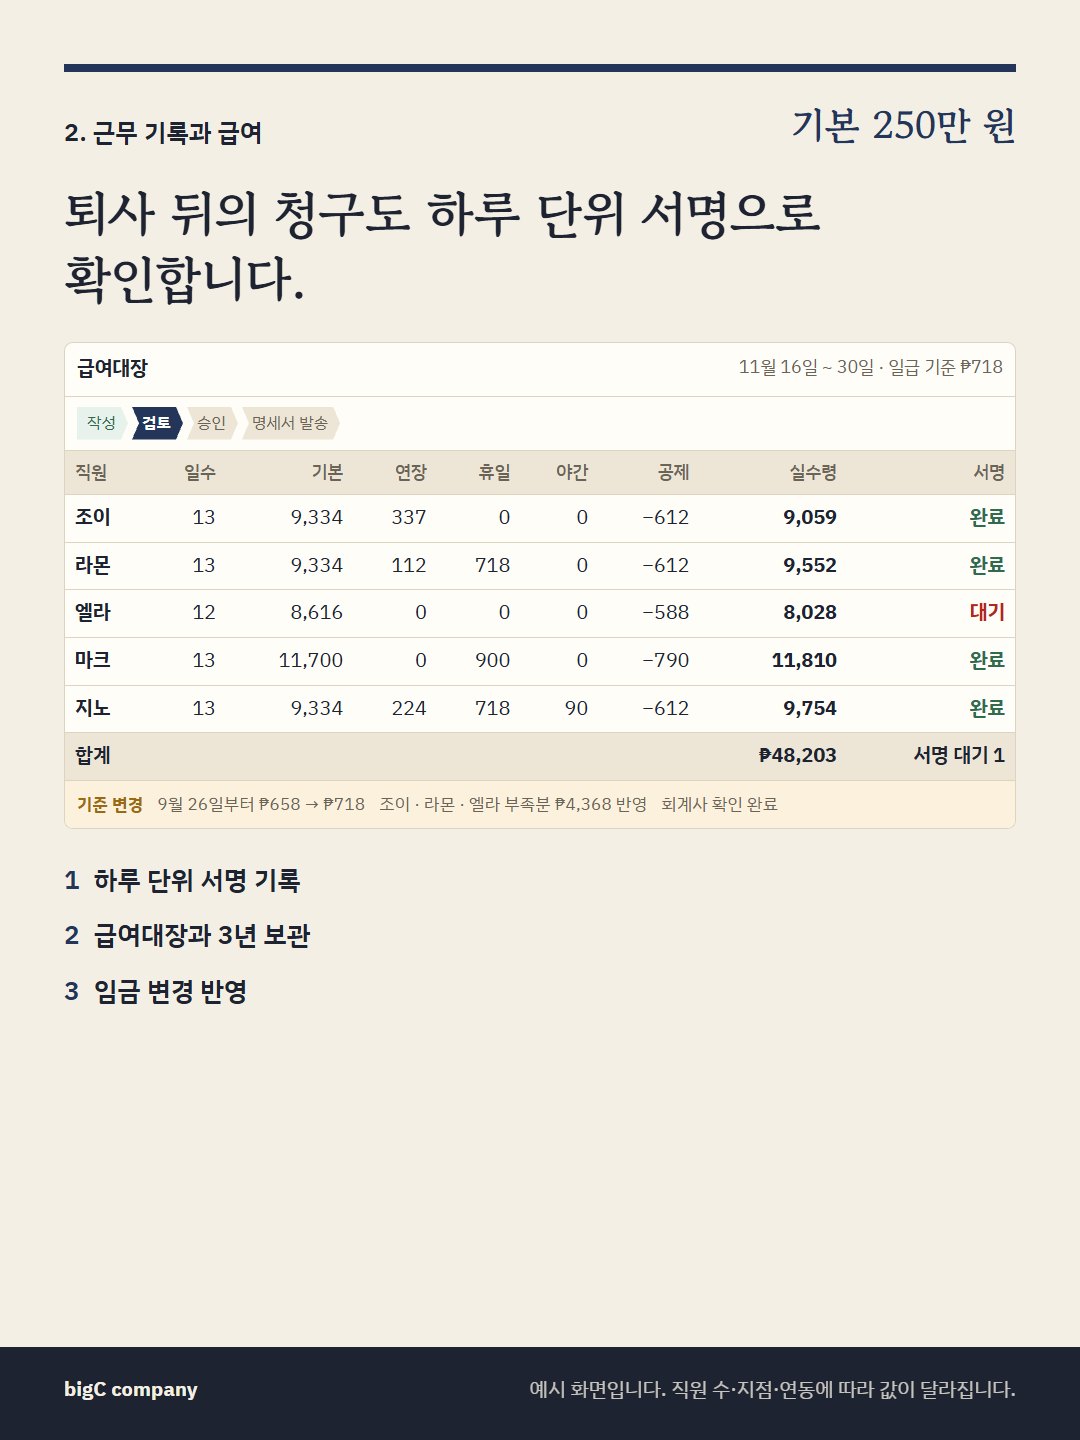 2. 근무 기록과 급여
기본 250만 원
퇴사 뒤의 청구도 하루 단위 서명으로
확인합니다.
급여대장
11월 16일 ~ 30일 · 일급 기준 ₱718
작성 검토 승인 명세서 발송
직원 일수 기본 연장 휴일 야간 공제 실수령 서명
조이 13 9,334 337 0 0 −612 9,059 완료
라몬 13 9,334 112 718 0 −612 9,552 완료
엘라 12 8,616 0 0 0 −588 8,028 대기
마크 13 11,700 0 900 0 −790 11,810 완료
지노 13 9,334 224 718 90 −612 9,754 완료
합계 ₱48,203 서명 대기 1
기준 변경 9월 26일부터 ₱658 → ₱718 조이 · 라몬 · 엘라 부족분 ₱4,368 반영 회계사 확인 완료
1 하루 단위 서명 기록
2 급여대장과 3년 보관
3 임금 변경 반영
bigC company
예시 화면입니다. 직원 수·지점·연동에 따라 값이 달라집니다.